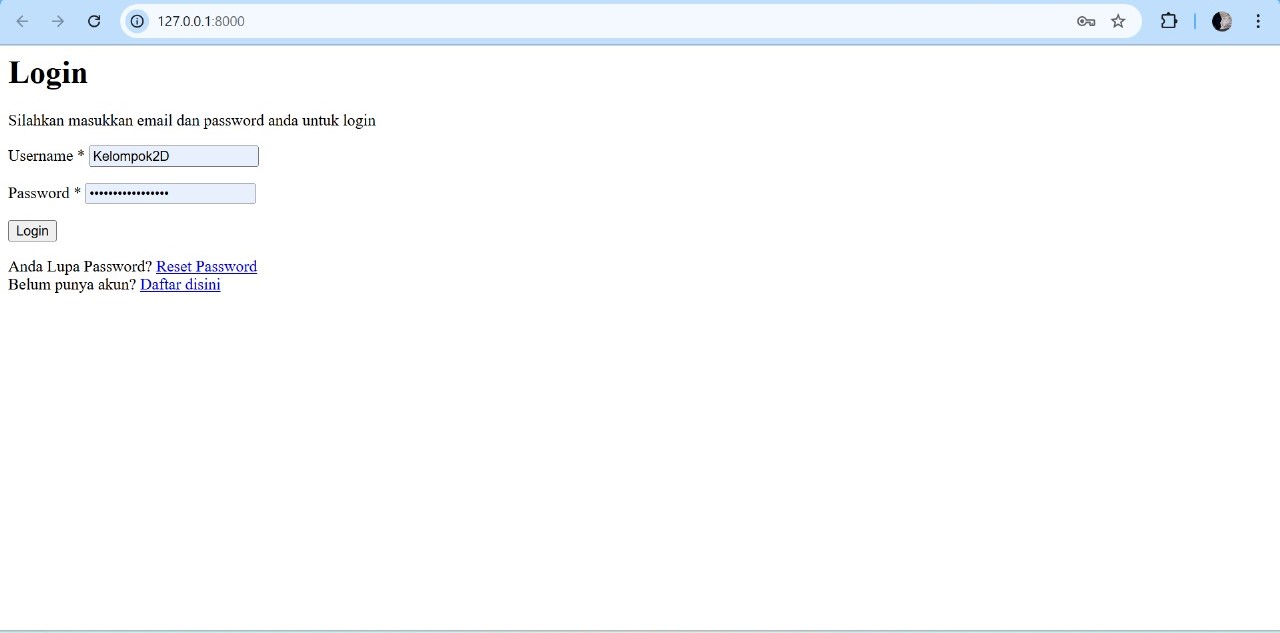 127.0.0.1:8000
Login
Silahkan masukkan email dan password anda untuk login
Username * Kelompok2D
Password * •••••••••••••••••
Login
Anda Lupa Password? Reset Password
Belum punya akun? Daftar disini